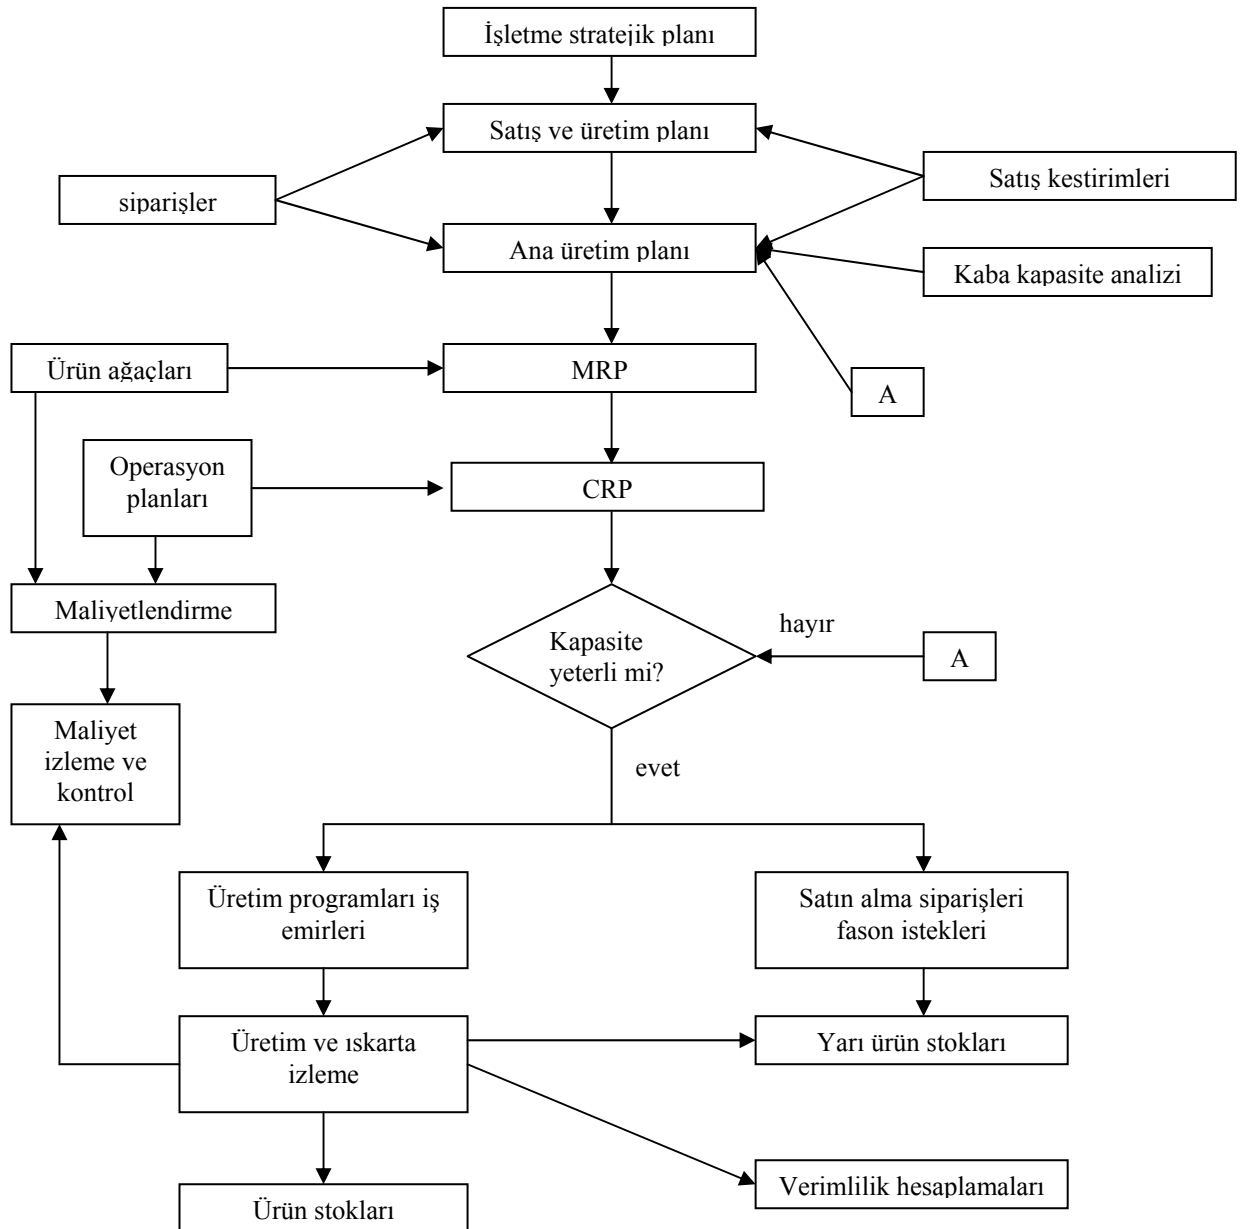 İşletme stratejik planı
Satış ve üretim planı
Satış kestirimleri
siparişler
Ana üretim planı
Kaba kapasite analizi
Ürün ağaçları
MRP
A
Operasyon
planları
CRP
Maliyetlendirme
hayır
Kapasite
yeterli mi?
A
Maliyet
izleme ve
kontrol
evet
Üretim programları iş
emirleri
Satın alma siparişleri
fason istekleri
Üretim ve ıskarta
izleme
Yarı ürün stokları
Verimlilik hesaplamaları
Ürün stokları